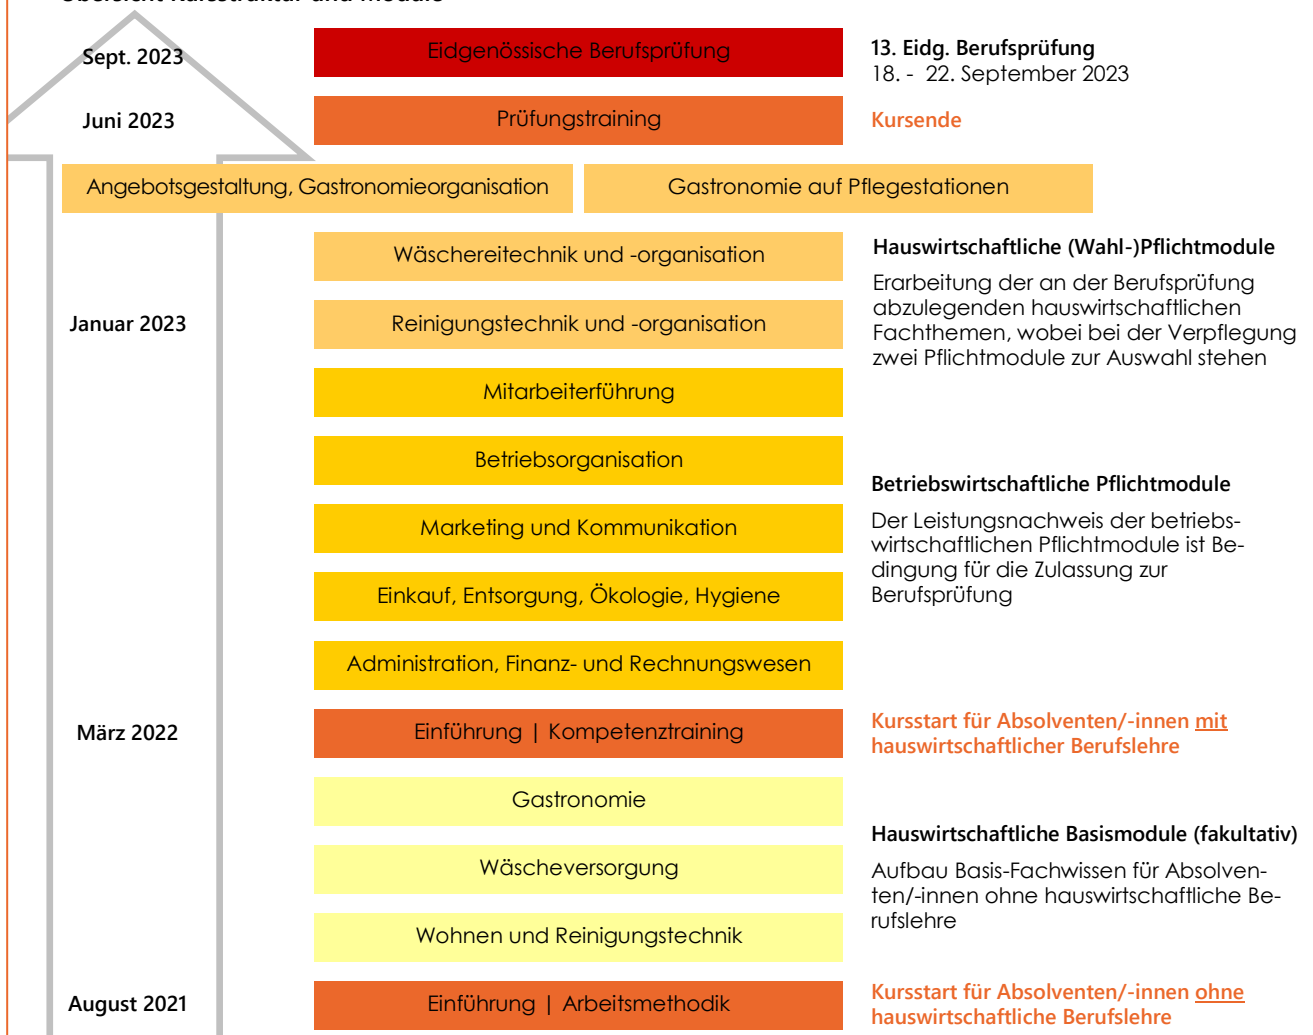 Sept. 2023
Eidgenössische Berufsprüfung
13. Eidg. Berufsprüfung
18. - 22. September 2023
Juni 2023
Prüfungstraining
Kursende
Angebotsgestaltung, Gastronomieorganisation
Gastronomie auf Pflegestationen
Wäschereitechnik und -organisation
Hauswirtschaftliche (Wahl-)Pflichtmodule
Erarbeitung der an der Berufsprüfung
abzulegenden hauswirtschaftlichen
Fachthemen, wobei bei der Verpflegung
zwei Pflichtmodule zur Auswahl stehen
Januar 2023
Reinigungstechnik und -organisation
Mitarbeiterführung
Betriebsorganisation
Betriebswirtschaftliche Pflichtmodule
Der Leistungsnachweis der betriebs-
wirtschaftlichen Pflichtmodule ist Be-
dingung für die Zulassung zur
Berufsprüfung
Marketing und Kommunikation
Einkauf, Entsorgung, Ökologie, Hygiene
Administration, Finanz- und Rechnungswesen
März 2022
Einführung | Kompetenztraining
Kursstart für Absolventen/-innen mit
hauswirtschaftlicher Berufslehre
Gastronomie
Hauswirtschaftliche Basismodule (fakultativ)
Aufbau Basis-Fachwissen für Absolven-
ten/-innen ohne hauswirtschaftliche Be-
rufslehre
Wäscheversorgung
Wohnen und Reinigungstechnik
August 2021
Einführung | Arbeitsmethodik
Kursstart für Absolventen/-innen ohne
hauswirtschaftliche Berufslehre